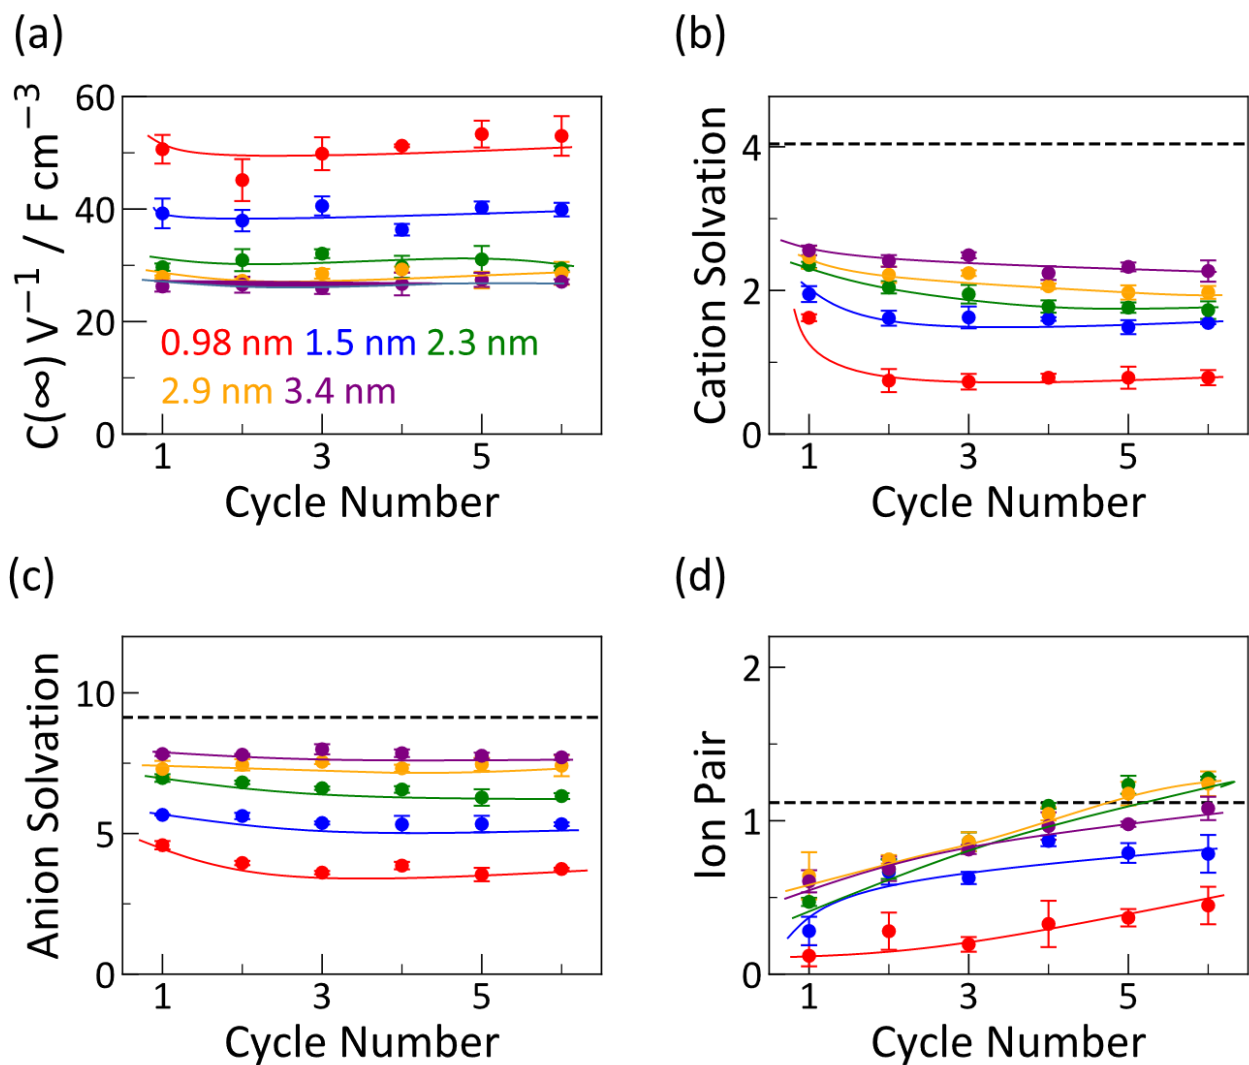 (a)
C(∞) V⁻¹ / F cm⁻³
60
40
20
0
0.98 nm 1.5 nm 2.3 nm
2.9 nm 3.4 nm
1 3 5
Cycle Number
(b)
Cation Solvation
4
2
0
1 3 5
Cycle Number
(c)
Anion Solvation
10
5
0
1 3 5
Cycle Number
(d)
Ion Pair
2
1
0
1 3 5
Cycle Number